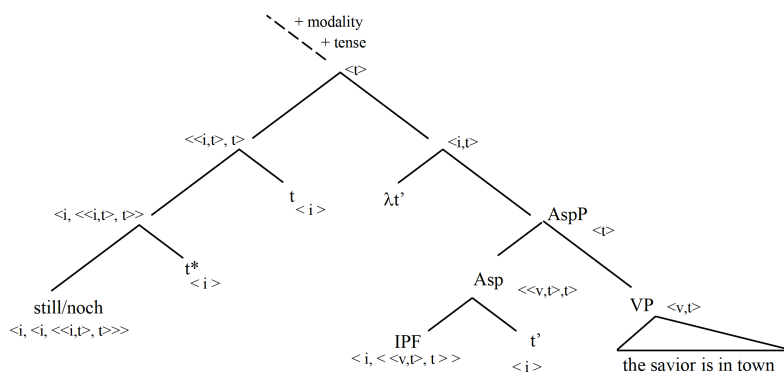 + modality
+ tense
<t>
<<i,t>, t>
<i,t>
<i, <<i,t>, t>>
t
< i >
λt’
AspP
<t>
t*
< i >
Asp
<<v,t>,t>
still/noch
<i, <i, <<i,t>, t>>>
VP
<v,t>
IPF
< i, < <v,t>, t > >
t’
< i >
the savior is in town